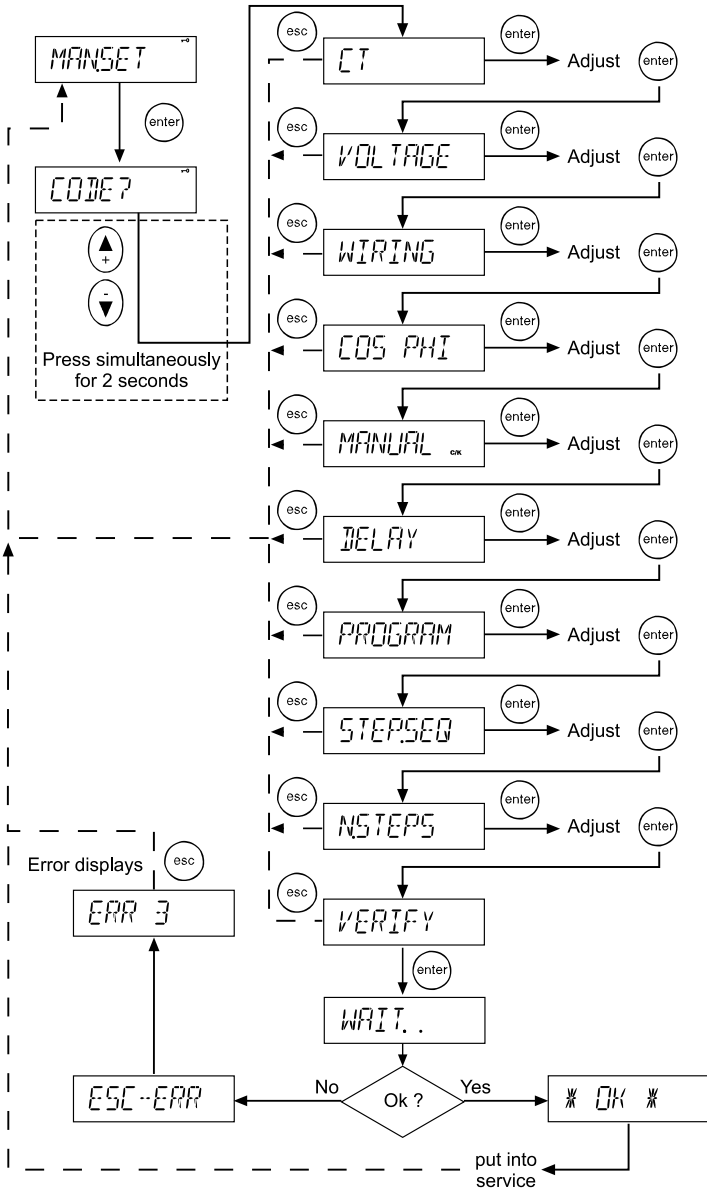 MAN.SET
enter
CODE?
+
-
Press simultaneously
for 2 seconds
esc
CT
enter
Adjust
enter
esc
VOLTAGE
enter
Adjust
enter
esc
WIRING
enter
Adjust
enter
esc
COS PHI
enter
Adjust
enter
esc
MANUAL C/K
enter
Adjust
enter
esc
DELAY
enter
Adjust
enter
esc
PROGRAM
enter
Adjust
enter
esc
STEP.SEQ
enter
Adjust
enter
esc
N.STEPS
enter
Adjust
enter
esc
VERIFY
enter
WAIT..
Ok ?
No
Yes
ESC--ERR
Error displays
esc
ERR 3
* OK *
put into
service